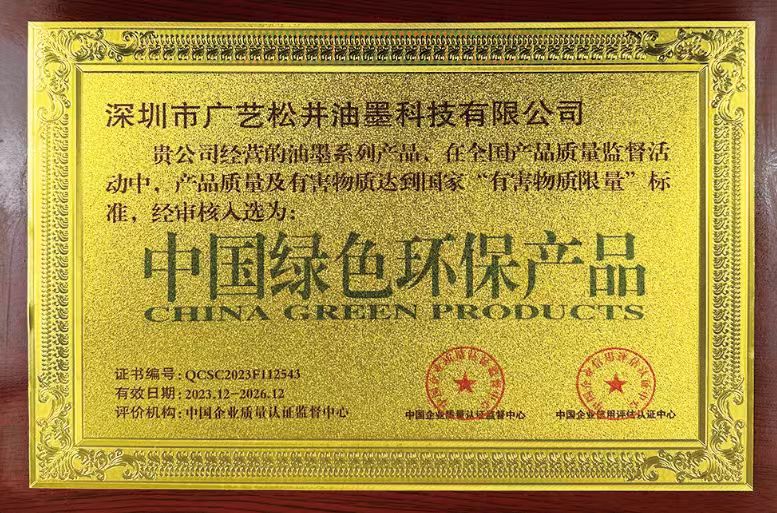 深圳市广艺松井油墨科技有限公司
贵公司经营的油墨系列产品、在全国产品质量监督活
动中，产品质量及有害物质达到国家“有害物质限量”标
准，经审核入选为：
中国绿色环保产品
CHINA GREEN PRODUCTS
证书编号：QCSC2023F112543
有效日期：2023.12-2026.12
评价机构：中国企业质量认证监督中心
中国企业质量认证监督中心
中国企业信用评估认证中心